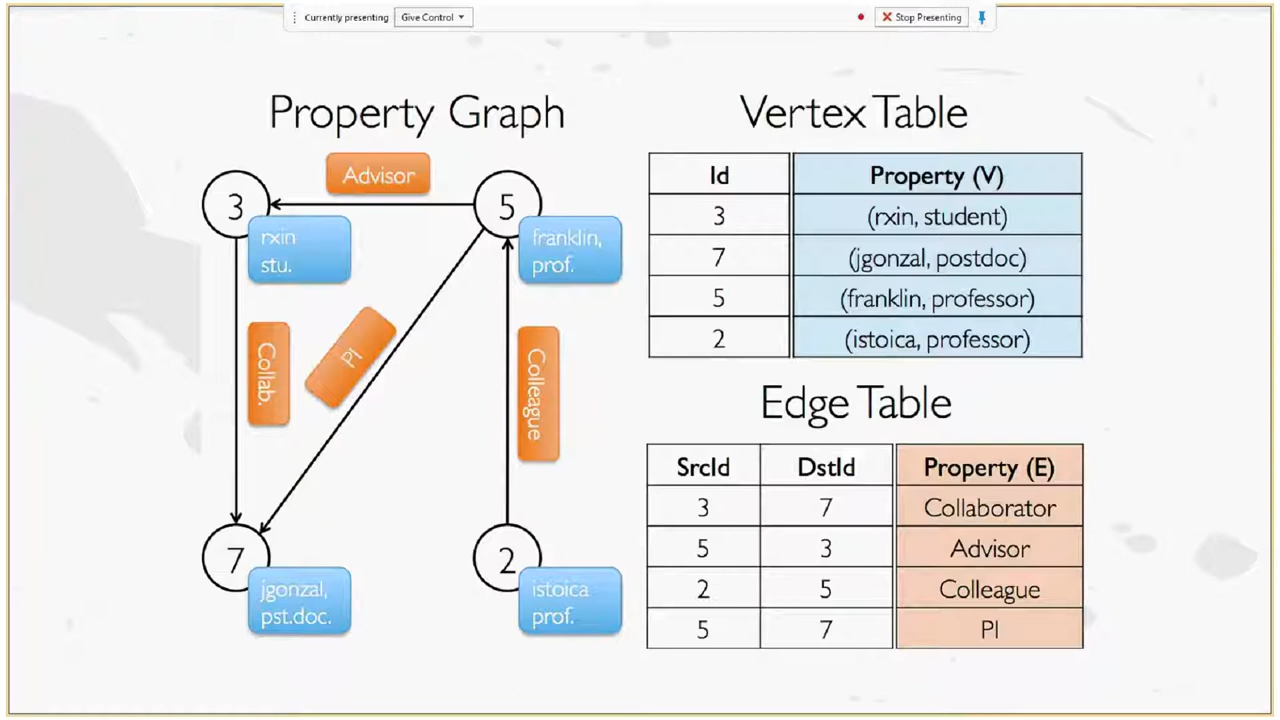 Currently presenting
Give Control
Stop Presenting
Property Graph
Advisor
3
5
rxin
stu.
franklin,
prof.
Collab.
PI
Colleague
7
2
jgonzal,
pst.doc.
istoica
prof.
Vertex Table
Id Property (V)
3 (rxin, student)
7 (jgonzal, postdoc)
5 (franklin, professor)
2 (istoica, professor)
Edge Table
SrcId DstId Property (E)
3 7 Collaborator
5 3 Advisor
2 5 Colleague
5 7 PI